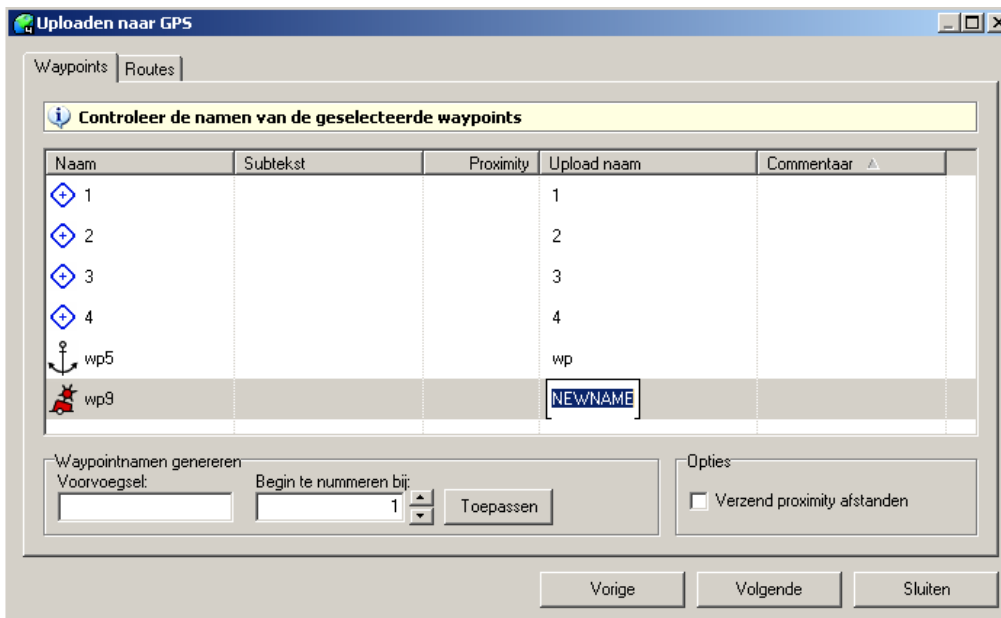 Uploaden naar GPS
Waypoints Routes
Controleer de namen van de geselecteerde waypoints
Naam Subtekst Proximity Upload naam Commentaar
1 1
2 2
3 3
4 4
wp5 wp
wp9 NEWNAME
Waypointnamen genereren
Voorvoegsel: Begin te nummeren bij:
1 Toepassen
Opties
Verzend proximity afstanden
Vorige Volgende Sluiten